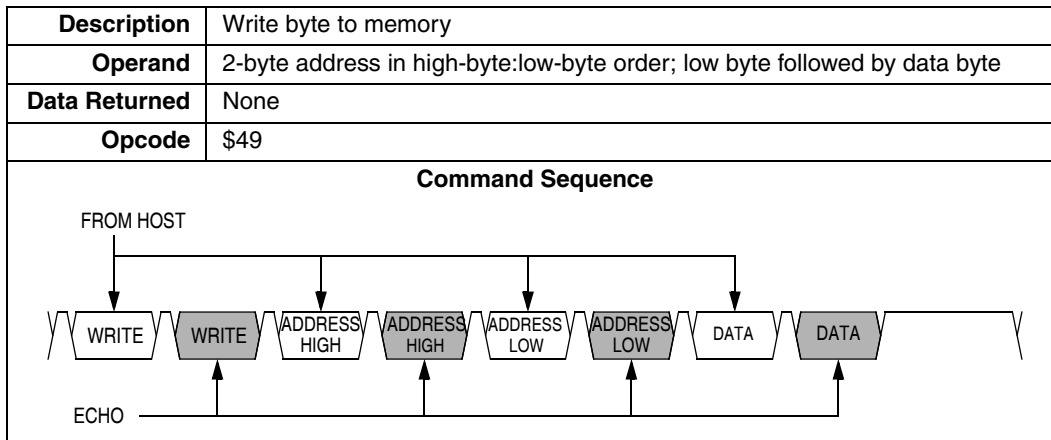 Description Write byte to memory
Operand 2-byte address in high-byte:low-byte order; low byte followed by data byte
Data Returned None
Opcode $49
Command Sequence
FROM HOST
WRITE WRITE ADDRESS HIGH ADDRESS HIGH ADDRESS LOW ADDRESS LOW DATA DATA
ECHO